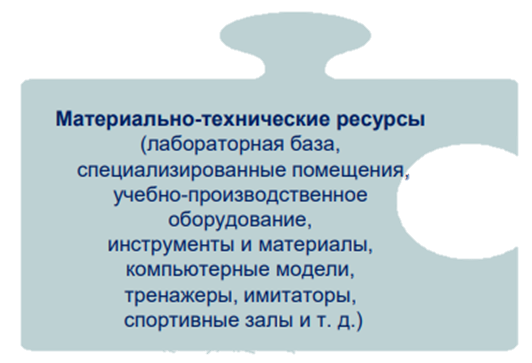 Материально-технические ресурсы
(лабораторная база,
специализированные помещения,
учебно-производственное
оборудование,
инструменты и материалы,
компьютерные модели,
тренажеры, имитаторы,
спортивные залы и т. д.)